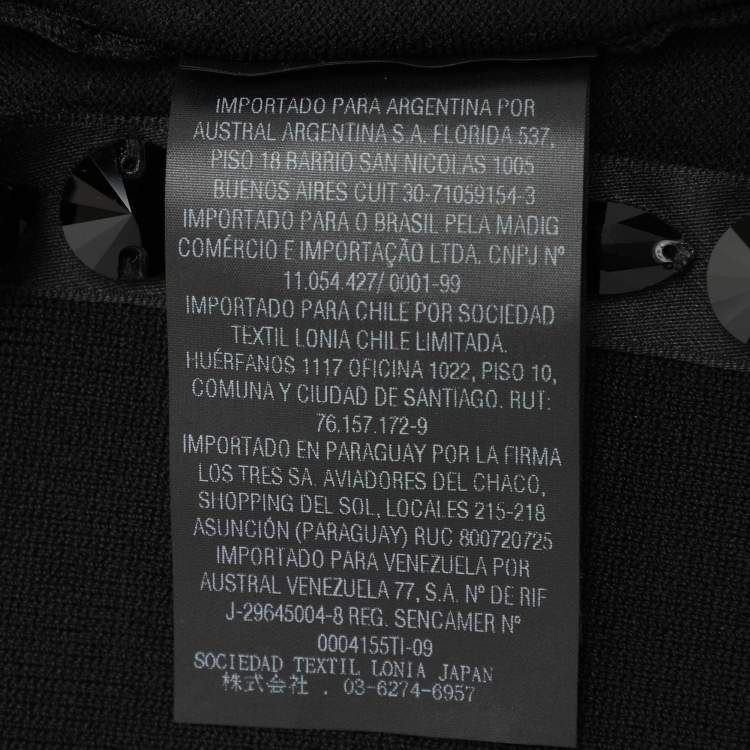 IMPORTADO PARA ARGENTINA POR
AUSTRAL ARGENTINA S.A. FLORIDA 537,
PISO 18 BARRIO SAN NICOLAS 1005
BUENOS AIRES CUIT 30-71059154-3
IMPORTADO PARA O BRASIL PELA MADIG
COMÉRCIO E IMPORTAÇÃO LTDA. CNPJ Nº
11.054.427/ 0001-99
IMPORTADO PARA CHILE POR SOCIEDAD
TEXTIL LONIA CHILE LIMITADA.
HUÉRFANOS 1117 OFICINA 1022, PISO 10,
COMUNA Y CIUDAD DE SANTIAGO. RUT:
76.157.172-9
IMPORTADO EN PARAGUAY POR LA FIRMA
LOS TRES SA. AVIADORES DEL CHACO,
SHOPPING DEL SOL, LOCALES 215-218
ASUNCIÓN (PARAGUAY) RUC 800720725
IMPORTADO PARA VENEZUELA POR
AUSTRAL VENEZUELA 77, S.A. Nº DE RIF
J-29645004-8 REG. SENCAMER Nº
0004155TI-09
SOCIEDAD TEXTIL LONIA JAPAN
株式会社 . 03-6274-6957